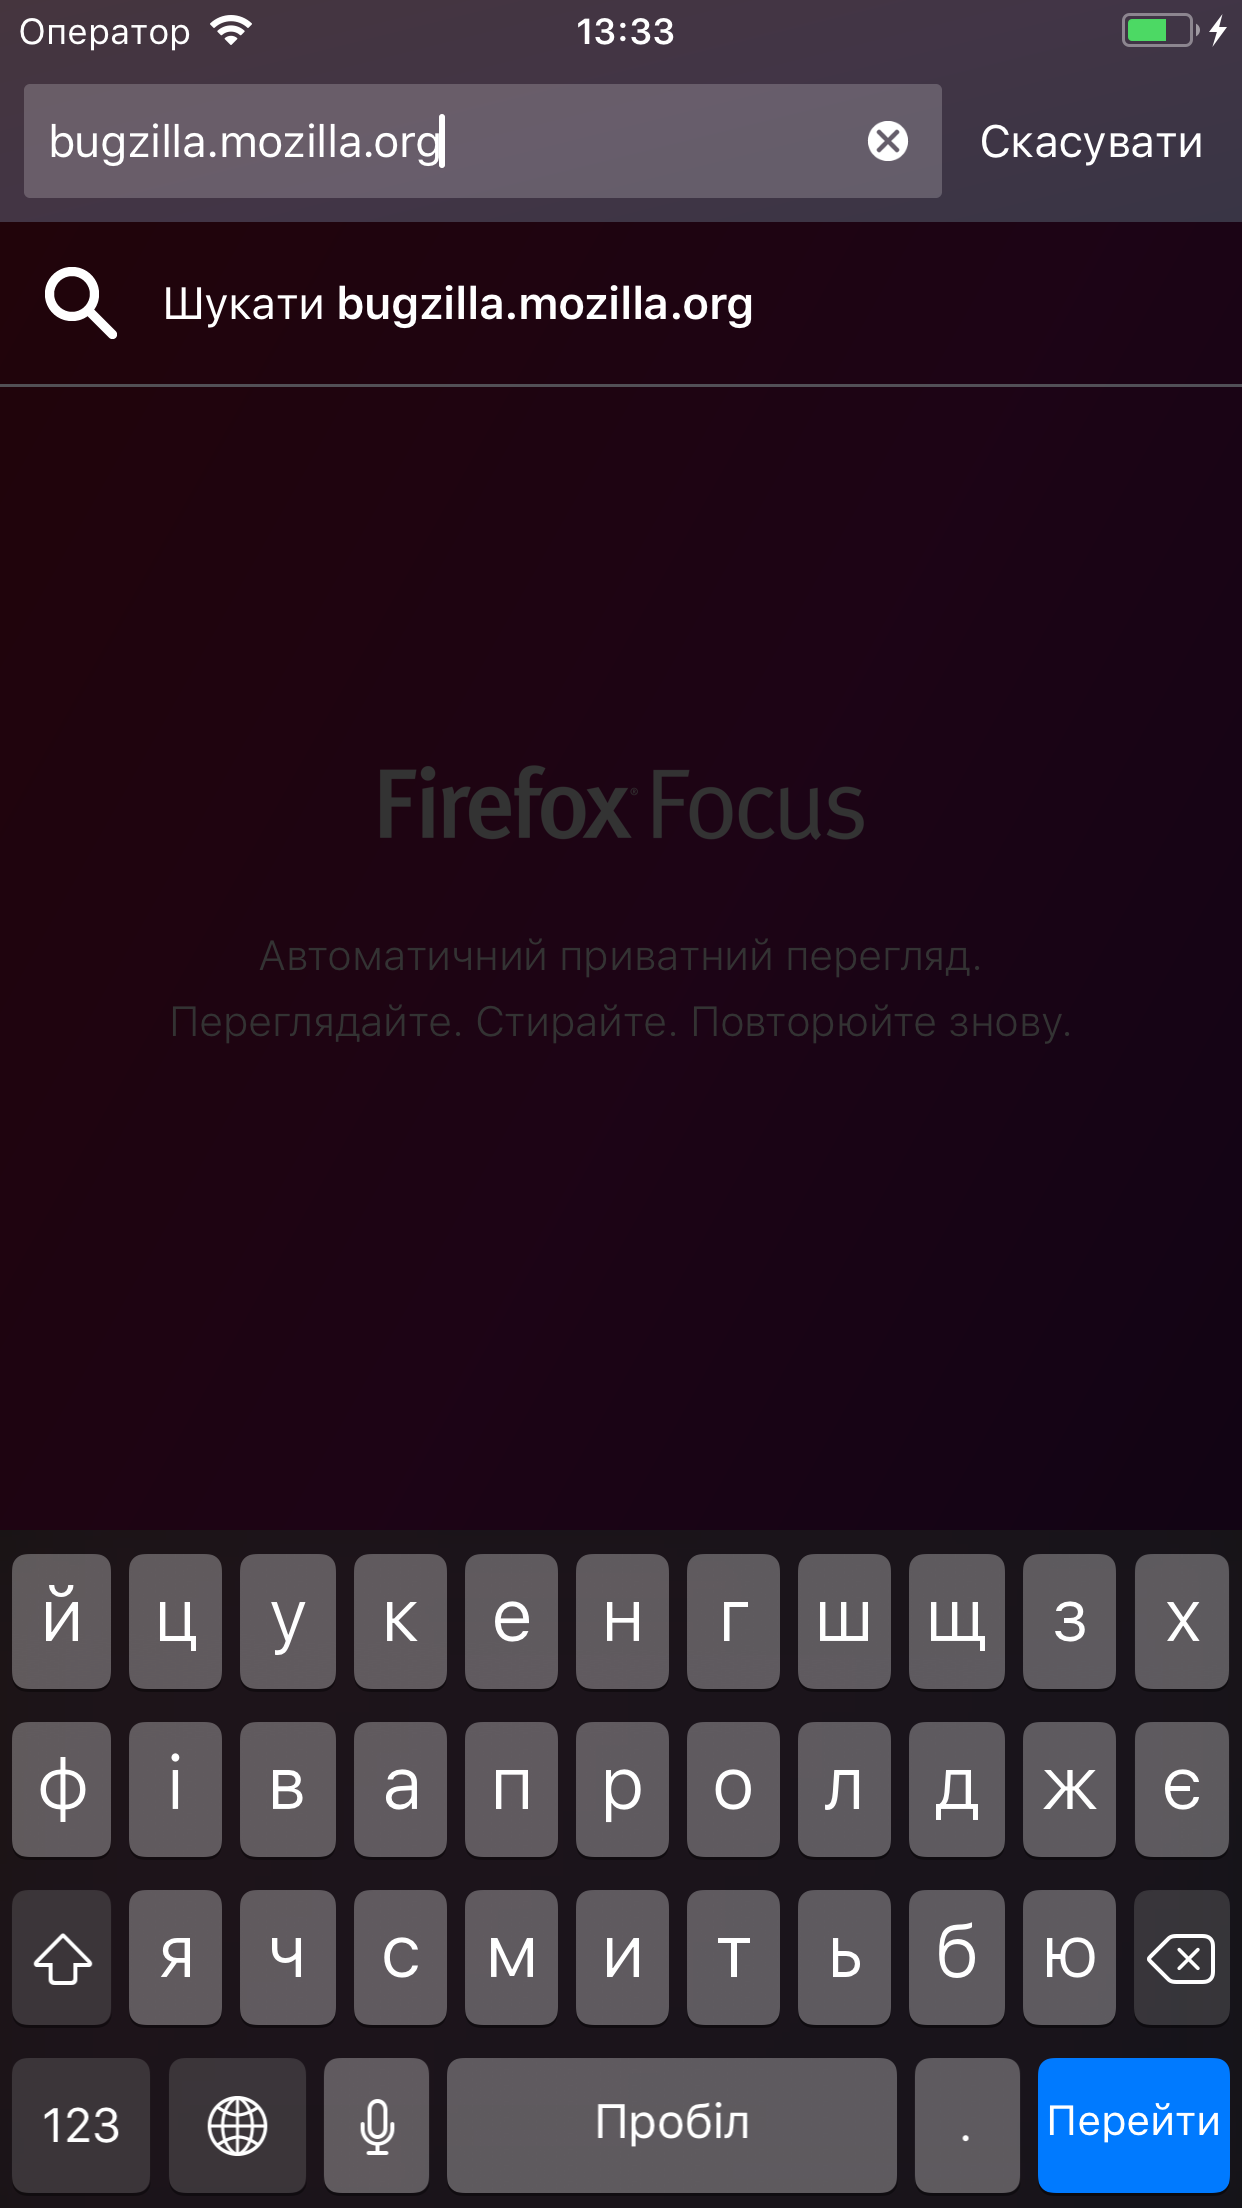 Оператор 13:33
bugzilla.mozilla.org Скасувати
Шукати bugzilla.mozilla.org
Firefox® Focus
Автоматичний приватний перегляд.
Переглядайте. Стирайте. Повторюйте знову.
й ц у к е н г ш щ з х
ф і в а п р о л д ж є
я ч с м и т ь б ю
123 Пробіл . Перейти